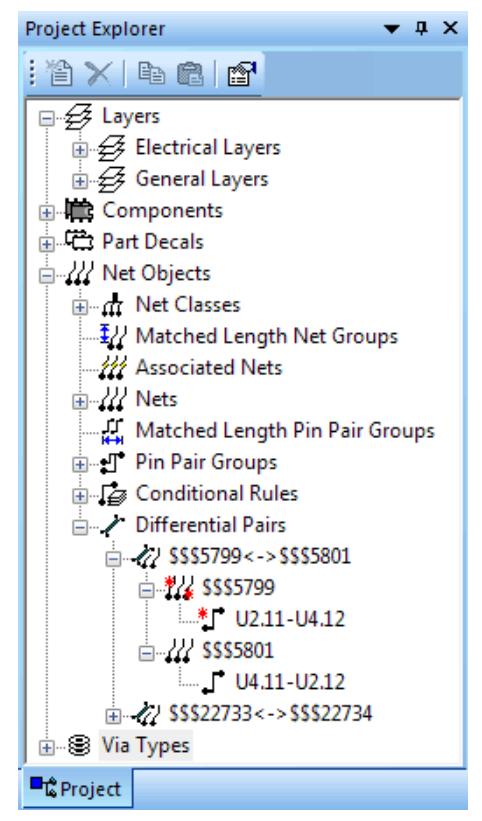 Project Explorer
Layers
Electrical Layers
General Layers
Components
Part Decals
Net Objects
Net Classes
Matched Length Net Groups
Associated Nets
Nets
Matched Length Pin Pair Groups
Pin Pair Groups
Conditional Rules
Differential Pairs
$$$5799<->$$$5801
$$$5799
U2.11-U4.12
$$$5801
U4.11-U2.12
$$$22733<->$$$22734
Via Types
Project